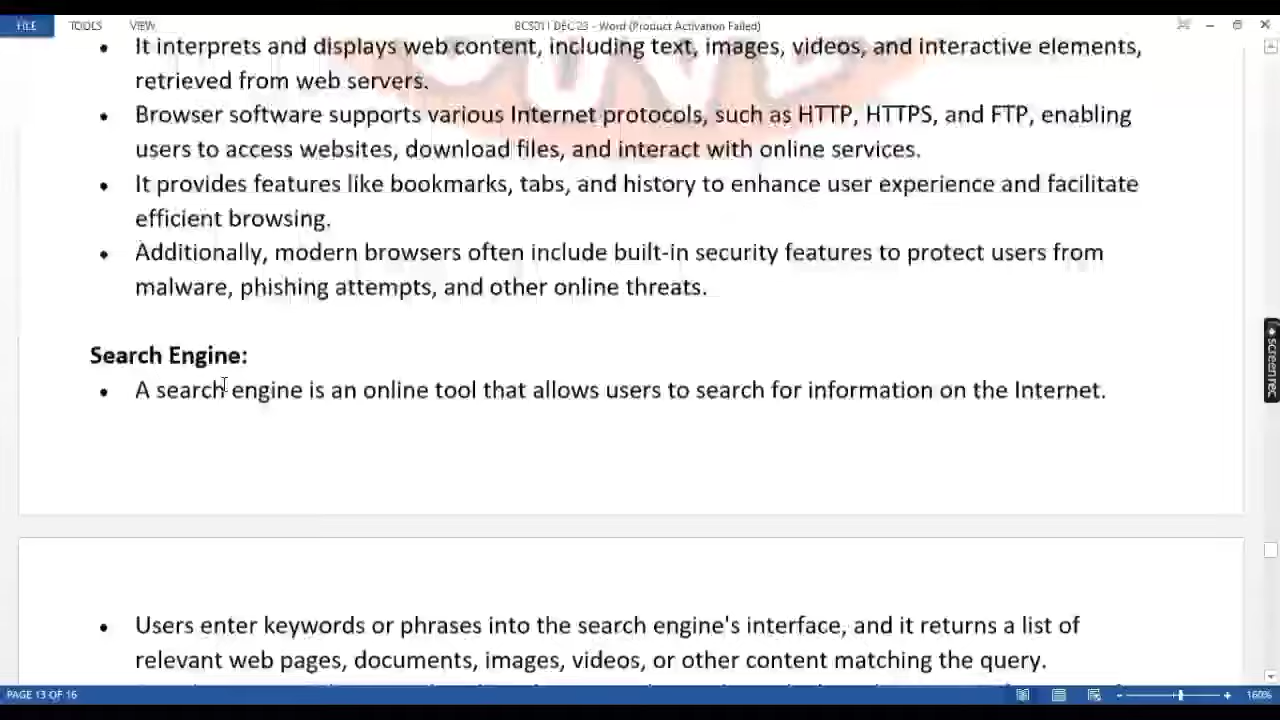 FILE TOOLS VIEW BCS011 DEC 23 - Word (Product Activation Failed)
• It interprets and displays web content, including text, images, videos, and interactive elements,
retrieved from web servers.
• Browser software supports various Internet protocols, such as HTTP, HTTPS, and FTP, enabling
users to access websites, download files, and interact with online services.
• It provides features like bookmarks, tabs, and history to enhance user experience and facilitate
efficient browsing.
• Additionally, modern browsers often include built-in security features to protect users from
malware, phishing attempts, and other online threats.
Search Engine:
• A search engine is an online tool that allows users to search for information on the Internet.
screenrec
• Users enter keywords or phrases into the search engine's interface, and it returns a list of
relevant web pages, documents, images, videos, or other content matching the query.
PAGE 13 OF 16 160%